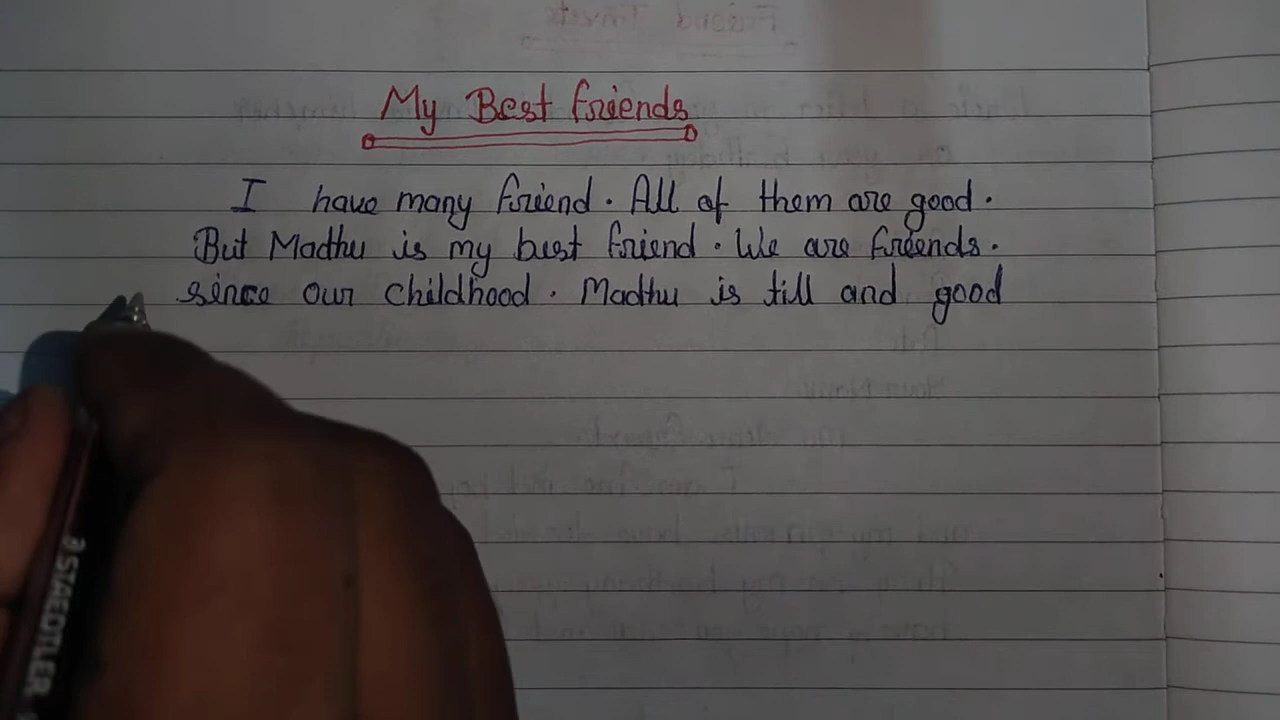 My Best friends
I have many friend. All of them are good.
But Madhu is my best friend. We are friends.
since our childhood. Madhu is till and good
STAEDTLER